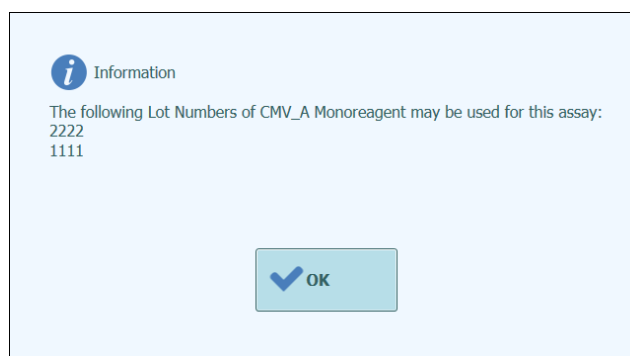 Information
The following Lot Numbers of CMV_A Monoreagent may be used for this assay:
2222
1111
OK